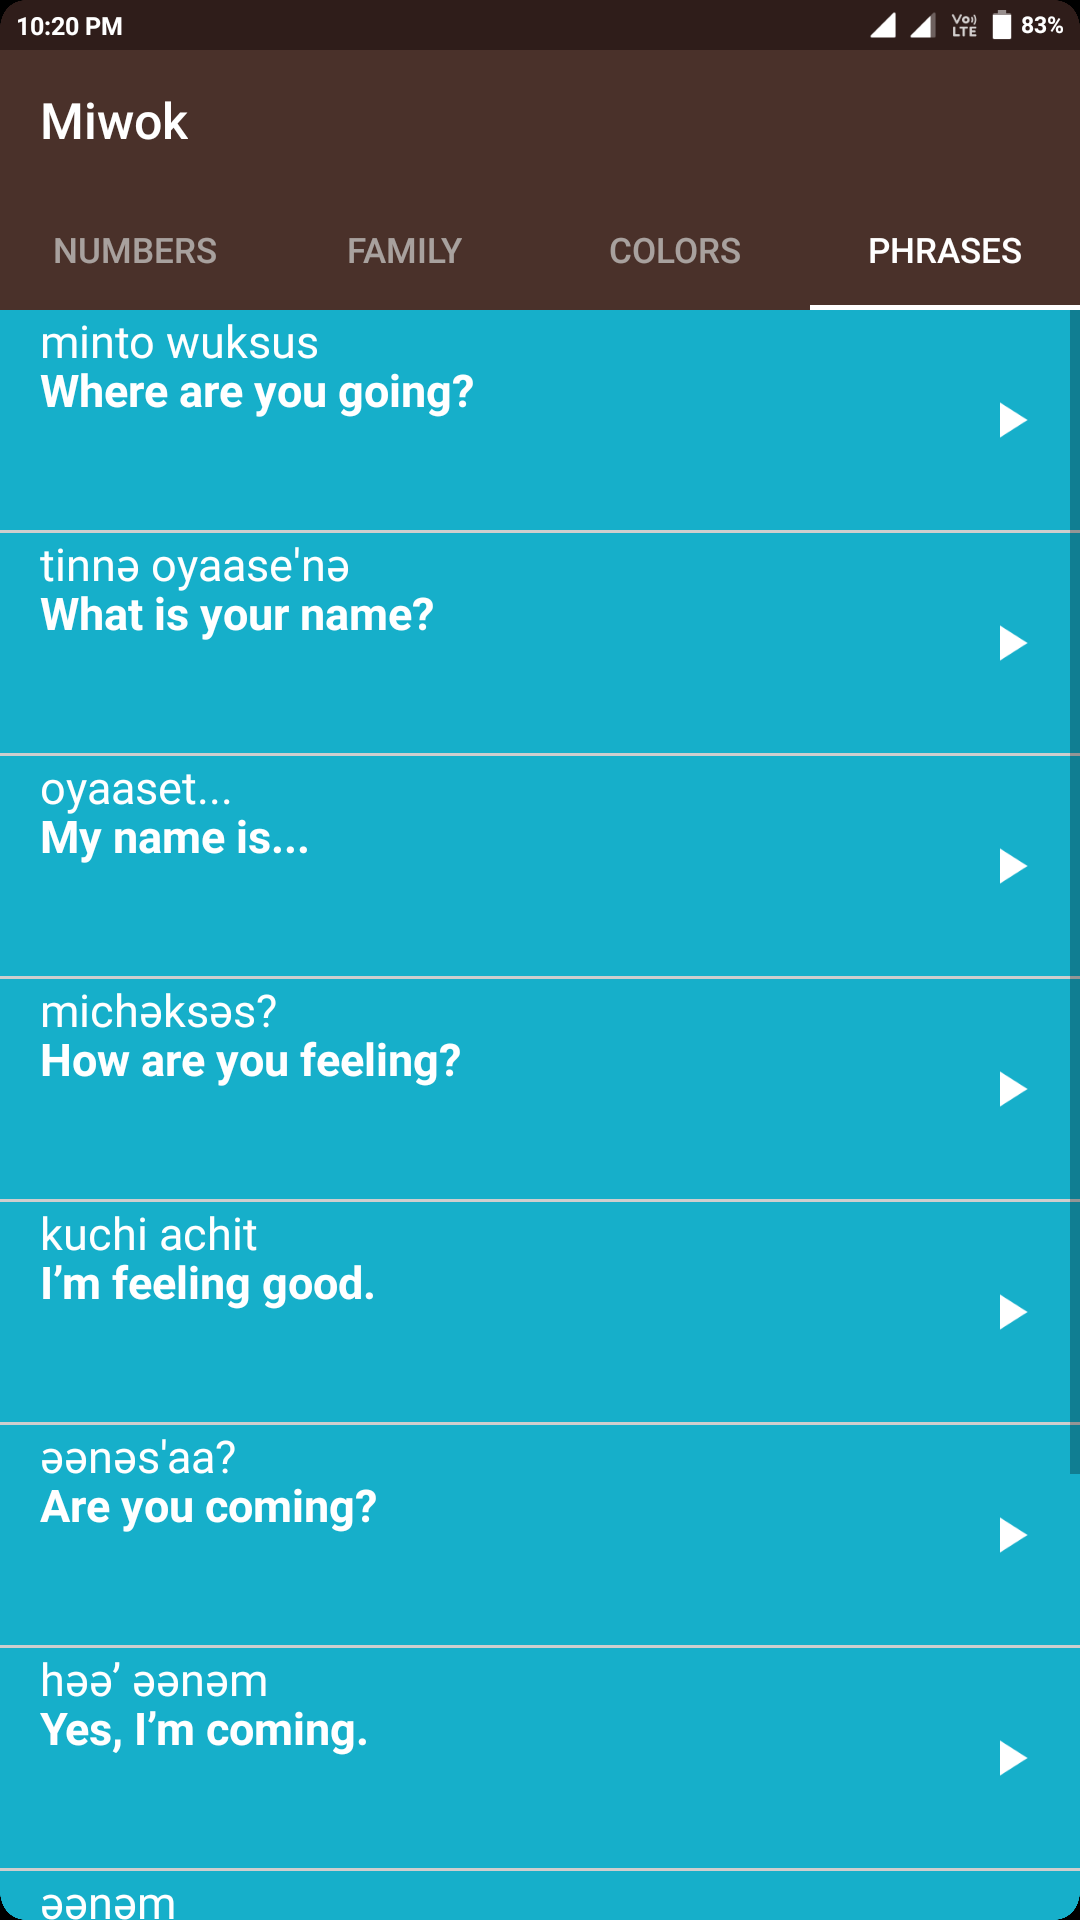 10:20 PM Vo LTE 83%
Miwok
NUMBERS FAMILY COLORS PHRASES
minto wuksus
Where are you going?
tinnə oyaase'nə
What is your name?
oyaaset...
My name is...
michəksəs?
How are you feeling?
kuchi achit
I’m feeling good.
əənəs'aa?
Are you coming?
həə’ əənəm
Yes, I’m coming.
əənəm